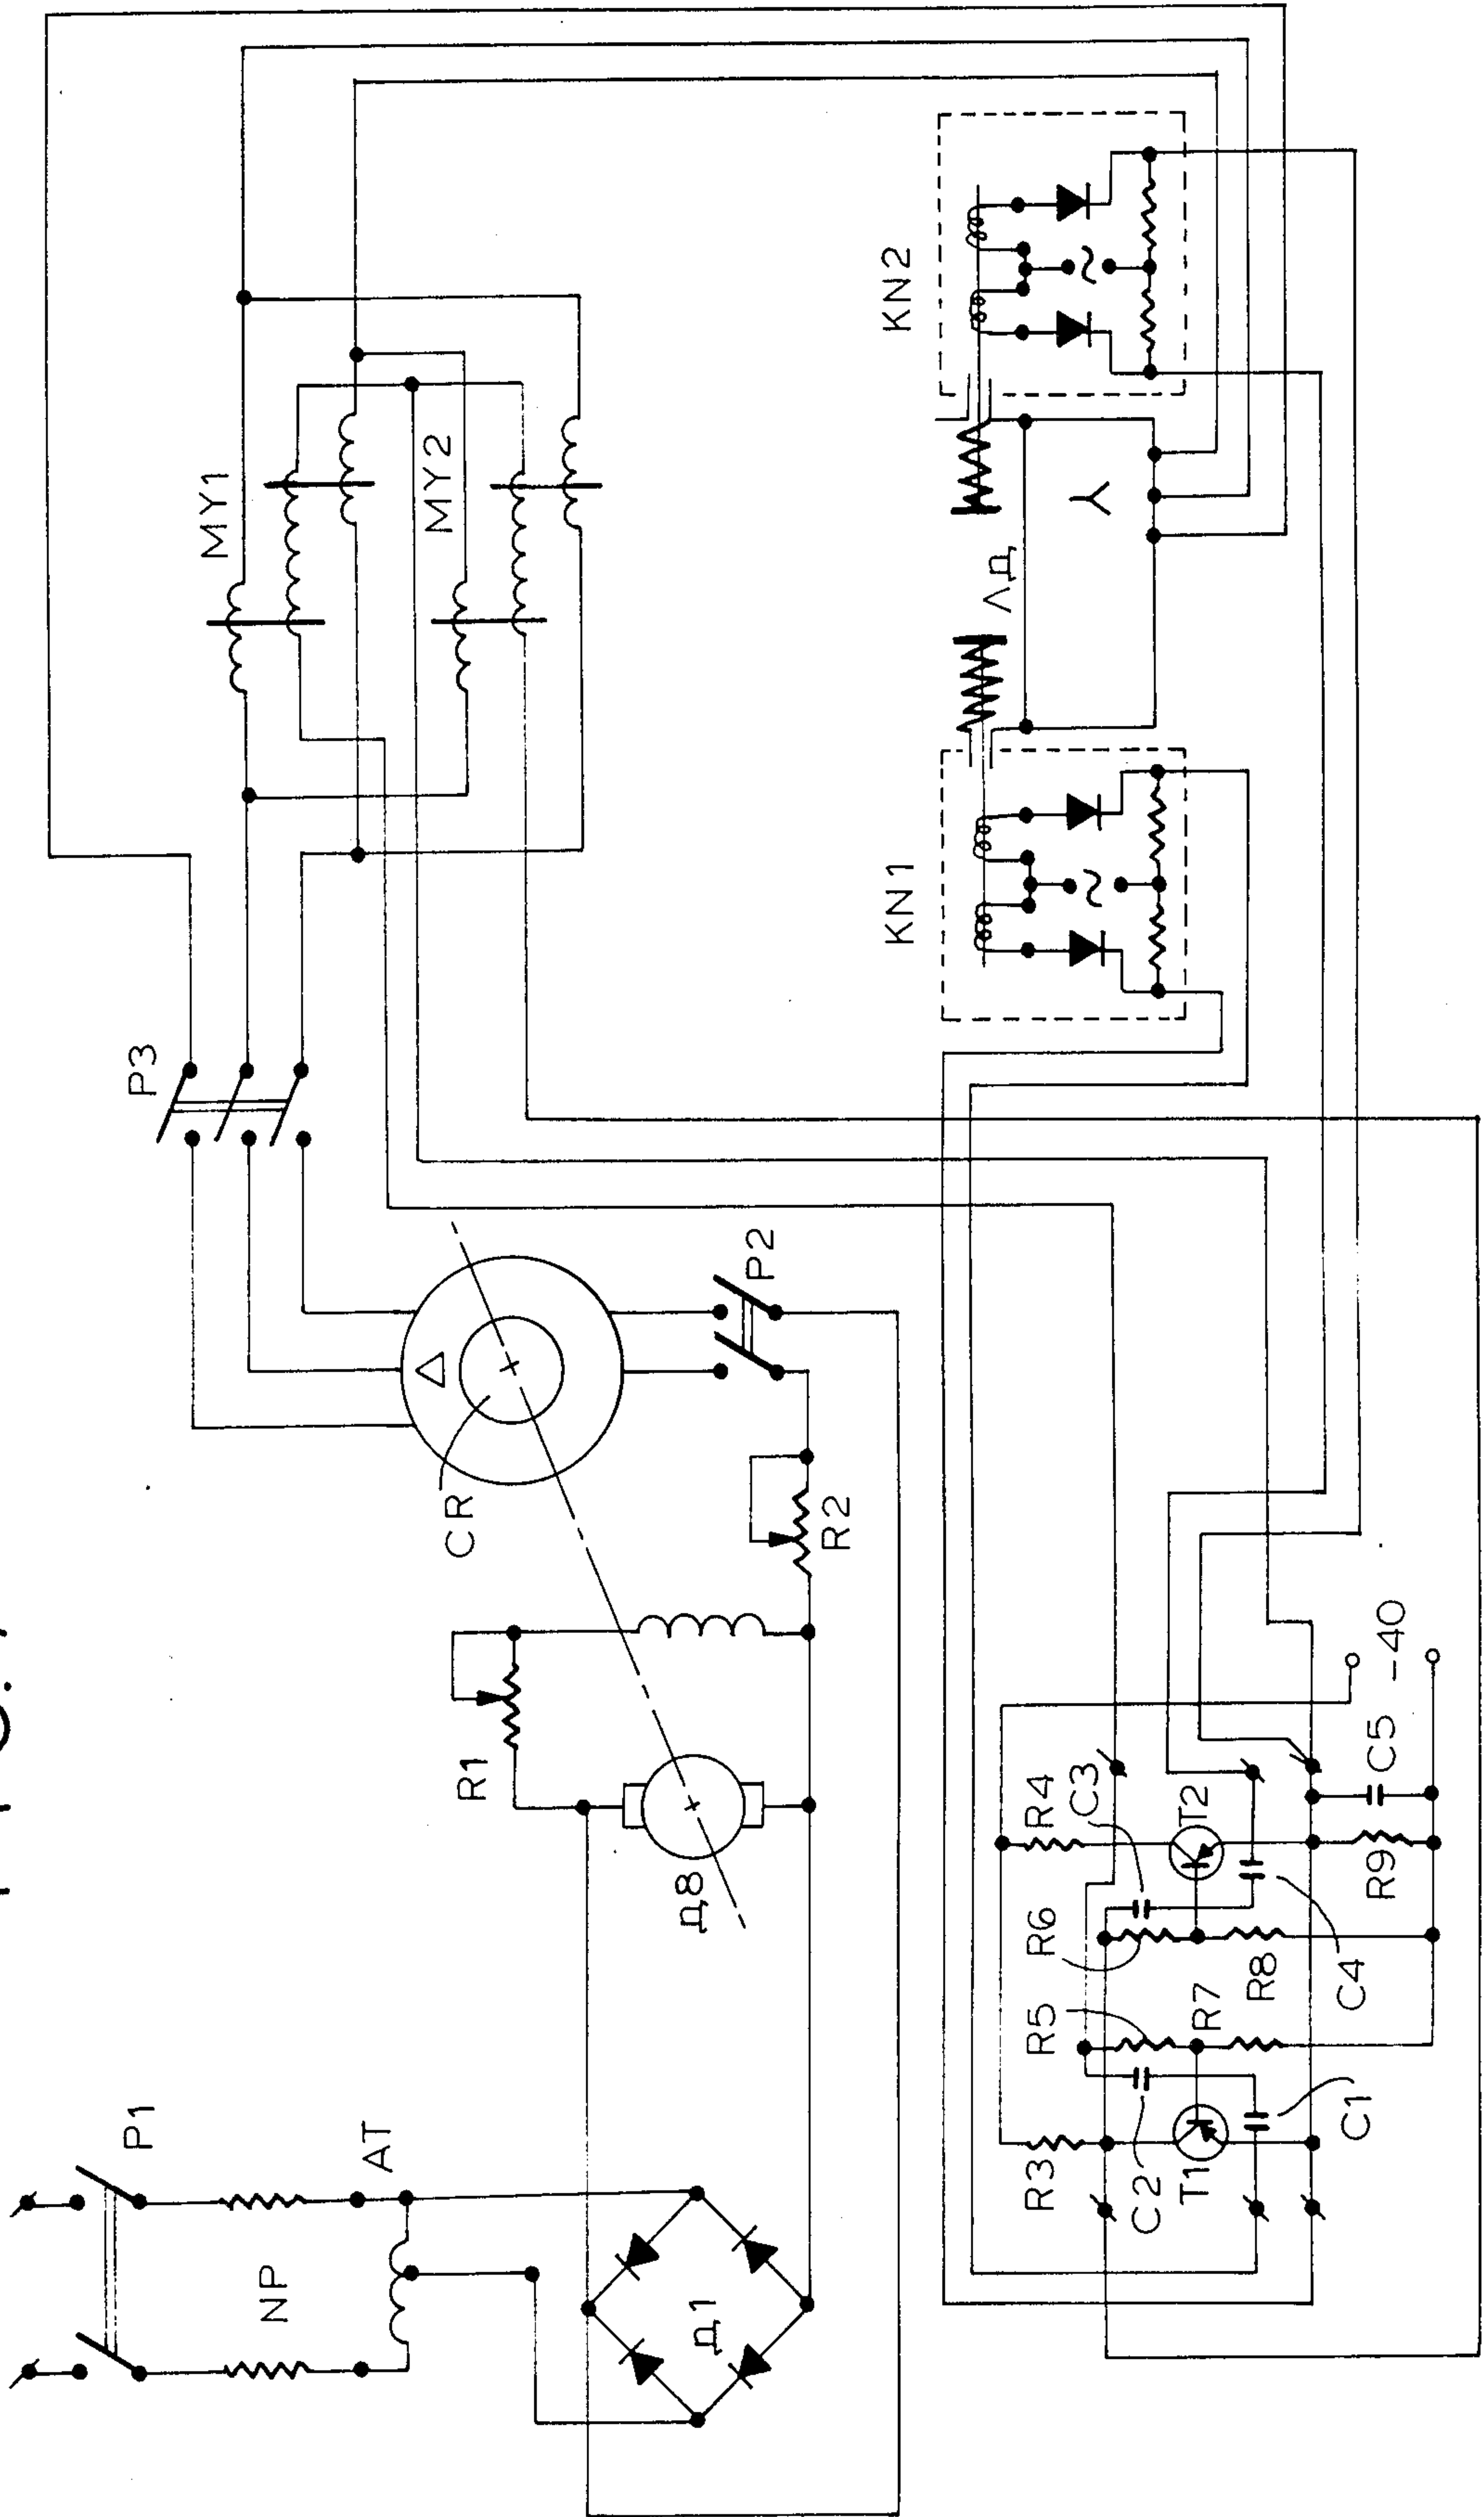 P1
P3
MY1
NP
AT
MY2
CR
R1
Д8
Д1
P2
R2
KN1
KN2
ΛД
Y
R3
R5
R6
R4
C2
C3
T1
R7
T2
R8
C1
C4
R9
C5
-40